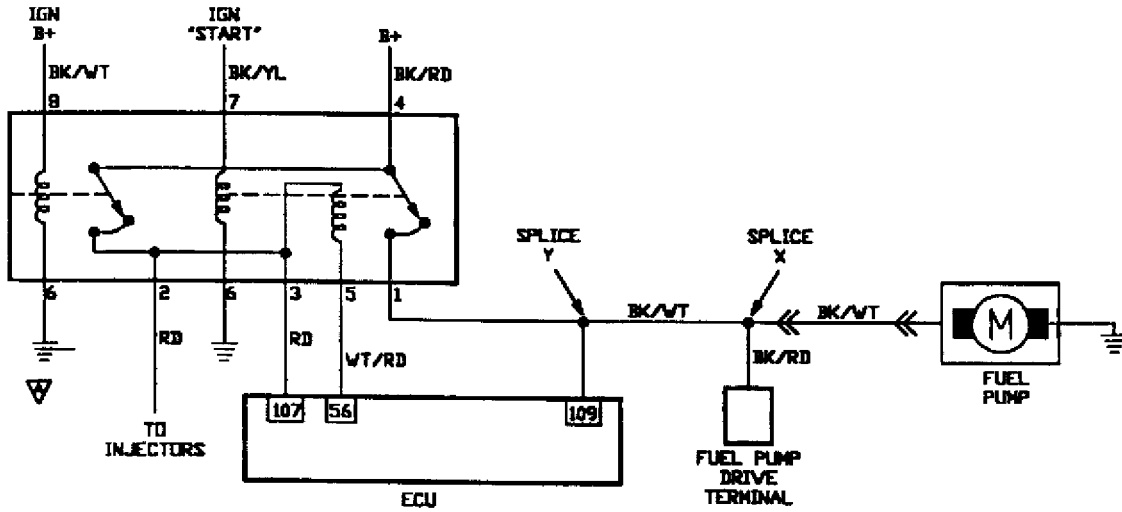 IGN
B+
IGN
"START"
B+
BK/WT
BK/YL
BK/RD
8
7
4
6
2
6
3
5
1
SPLICE
Y
SPLICE
X
BK/WT
BK/WT
RD
RD
WT/RD
BK/RD
M
FUEL
PUMP
A
107
56
109
TO
INJECTORS
FUEL PUMP
DRIVE
TERMINAL
ECU